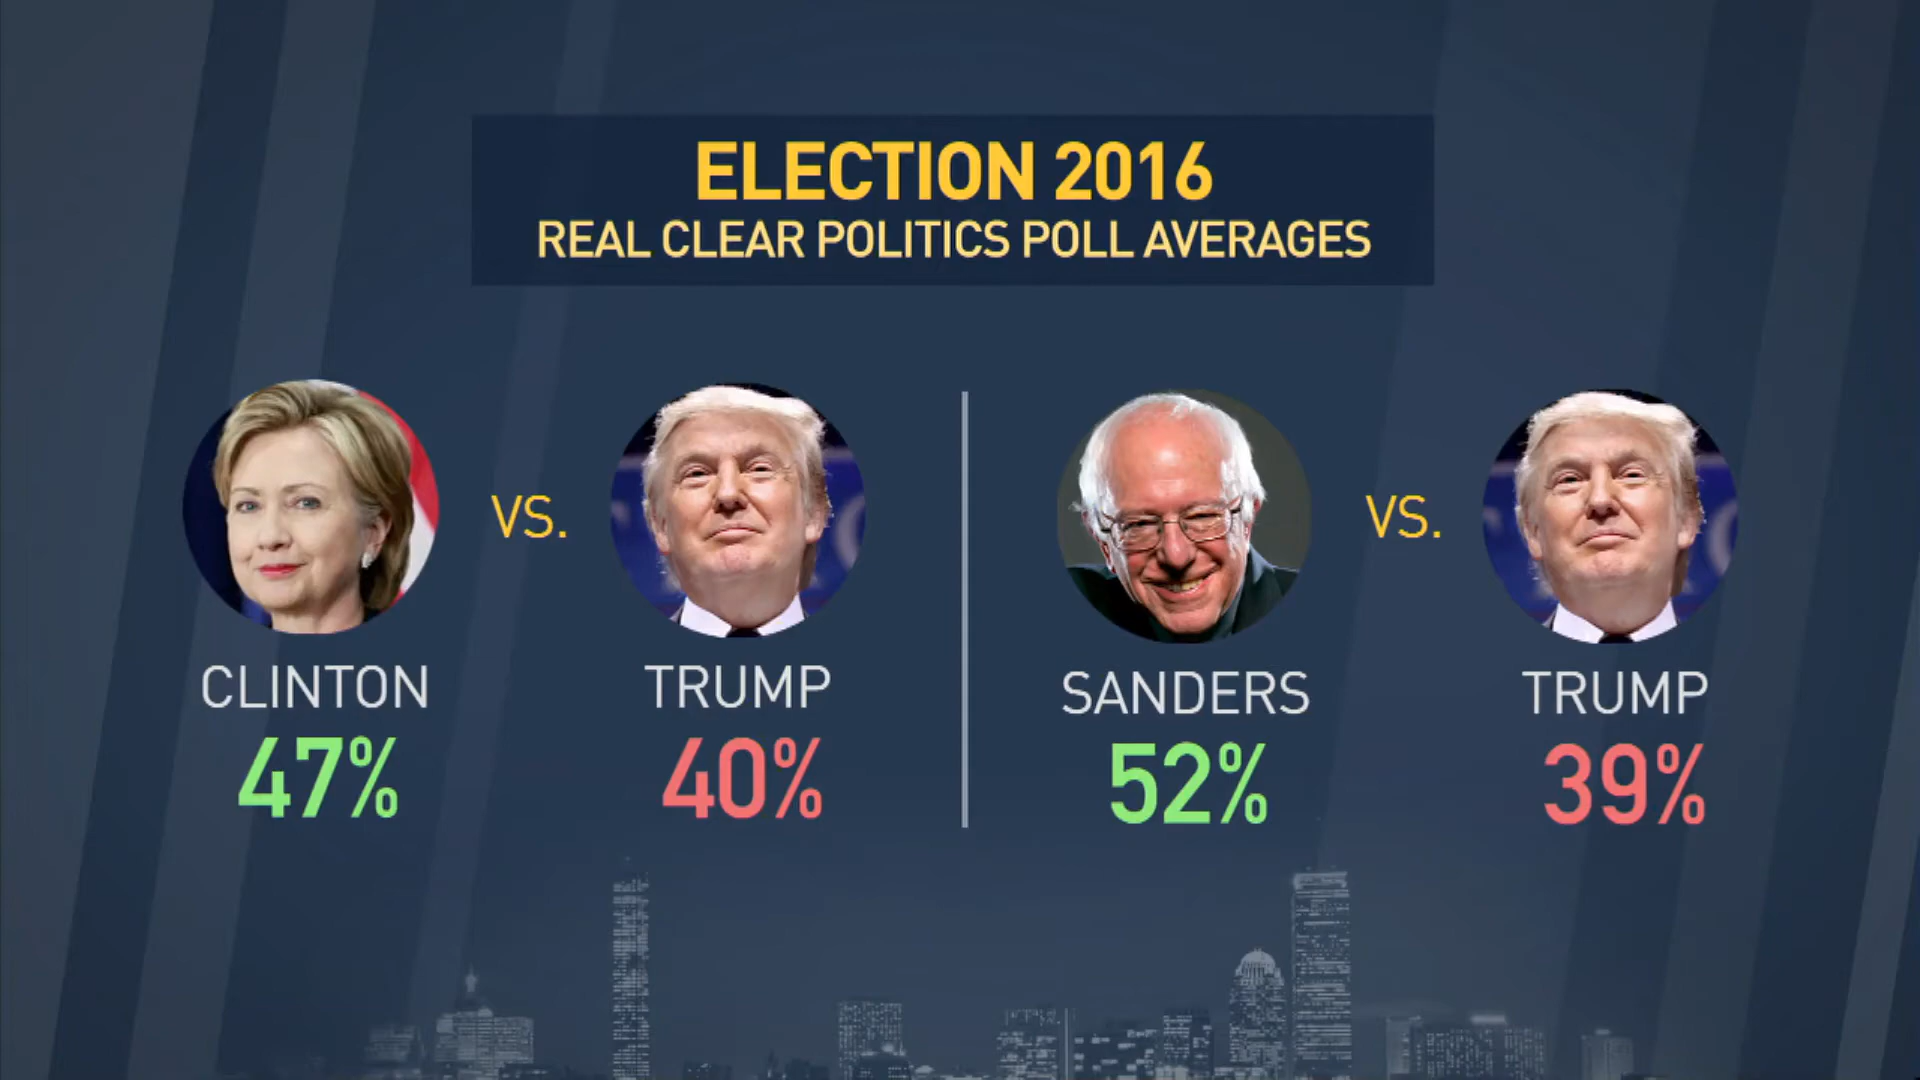 ELECTION 2016
REAL CLEAR POLITICS POLL AVERAGES
VS.
VS.
CLINTON
TRUMP
SANDERS
TRUMP
47%
40%
52%
39%